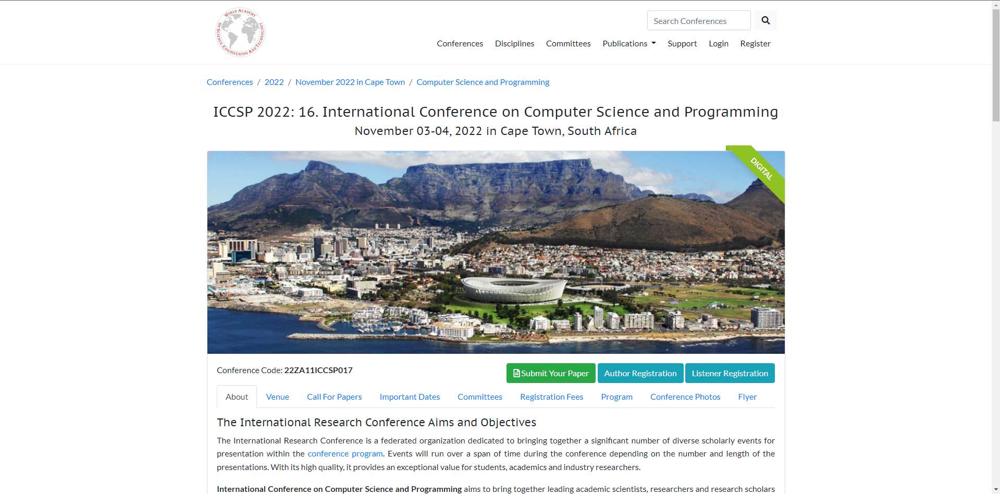 WORLD ACADEMY
OF SCIENCE, ENGINEERING AND TECHNOLOGY
Search Conferences
Conferences Disciplines Committees Publications Support Login Register
Conferences / 2022 / November 2022 in Cape Town / Computer Science and Programming
ICCSP 2022: 16. International Conference on Computer Science and Programming
November 03-04, 2022 in Cape Town, South Africa
DIGITAL
Conference Code: 22ZA11ICCSP017
Submit Your Paper Author Registration Listener Registration
About Venue Call For Papers Important Dates Committees Registration Fees Program Conference Photos Flyer
The International Research Conference Aims and Objectives
The International Research Conference is a federated organization dedicated to bringing together a significant number of diverse scholarly events for
presentation within the conference program. Events will run over a span of time during the conference depending on the number and length of the
presentations. With its high quality, it provides an exceptional value for students, academics and industry researchers.
International Conference on Computer Science and Programming aims to bring together leading academic scientists, researchers and research scholars